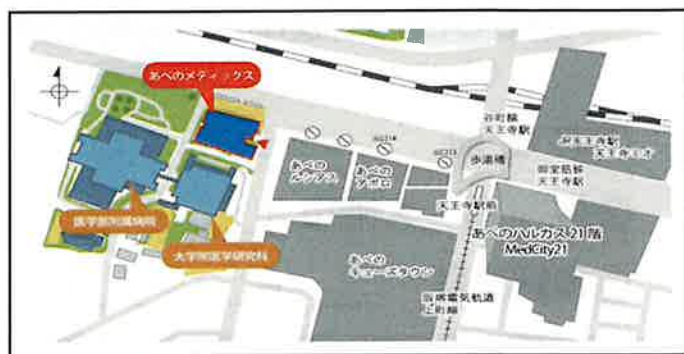 あべのメディックス
谷町線
天王寺駅
JR天王寺駅
天王寺ミオ
歩道橋
御堂筋線
天王寺駅
あべの
ルシアス
あべの
アポロ
天王寺駅前
医学部附属病院
大学院医学研究科
あべのハルカス21階
MedCity21
あべの
キューズタウン
阪堺電気軌道
上町線